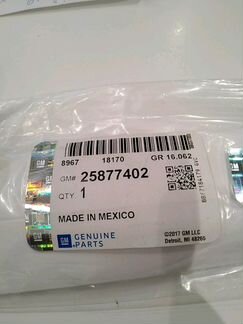 8967 18170 GR 16.062
GM# 25877402
QTY. 1
MADE IN MEXICO
GM GENUINE PARTS
©2017 GM LLC
Detroit, MI 48265